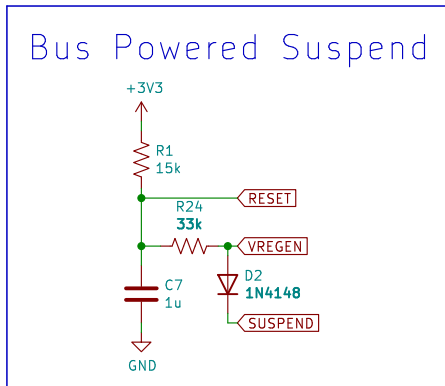 Bus Powered Suspend
+3V3
R1
15k
RESET
R24
33k
VREGEN
C7
1u
D2
1N4148
SUSPEND
GND